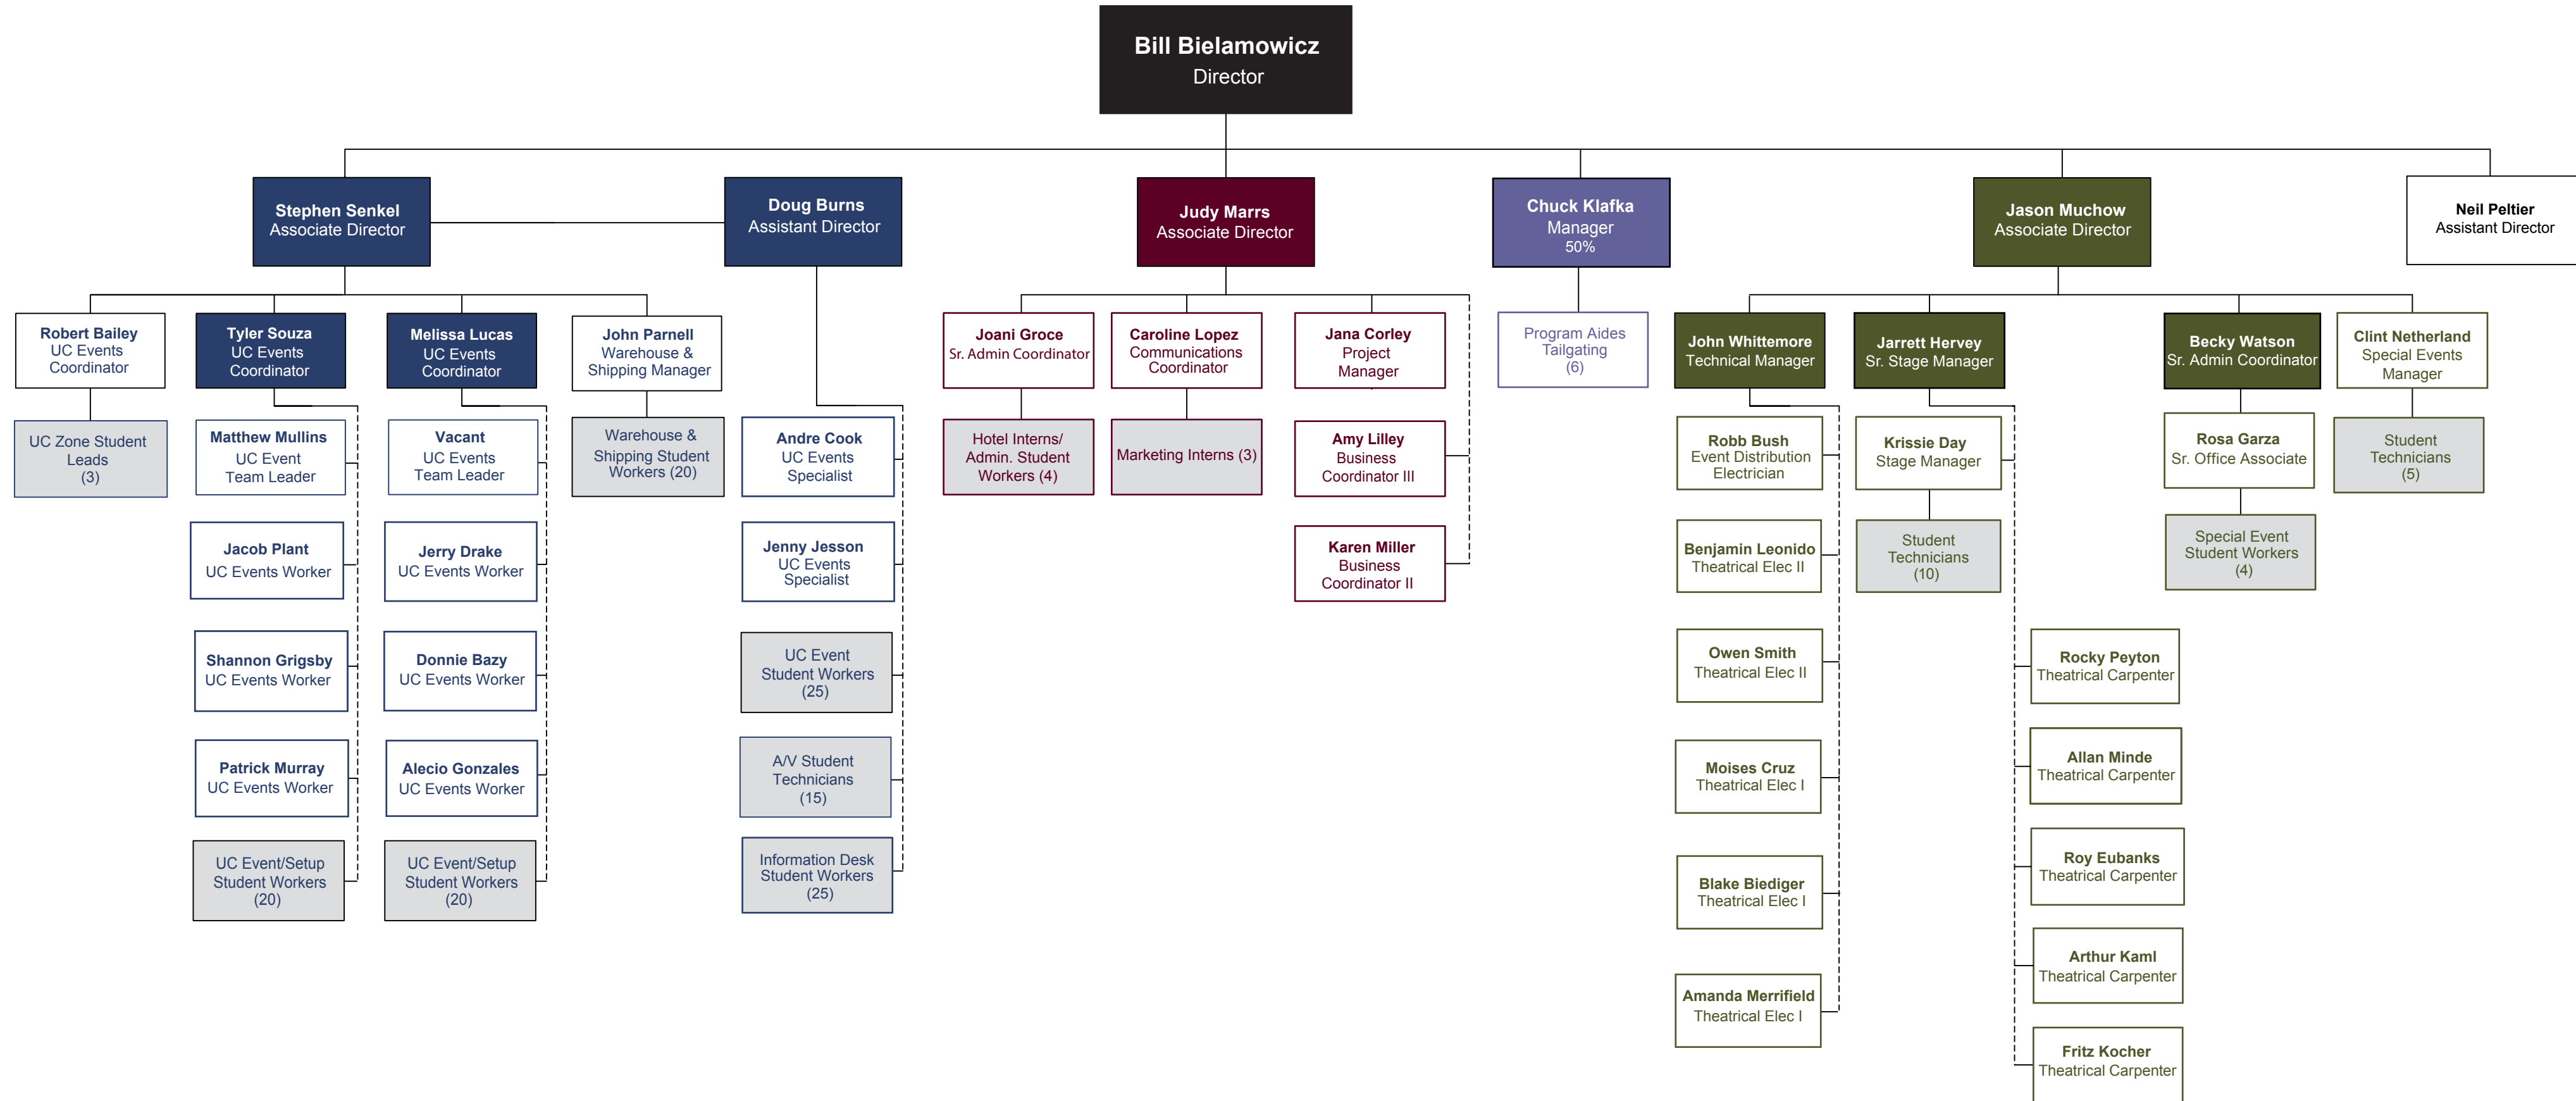 Bill Bielamowicz
Director
Stephen Senkel
Associate Director
Doug Burns
Assistant Director
Judy Marrs
Associate Director
Chuck Klafka
Manager
50%
Jason Muchow
Associate Director
Neil Peltier
Assistant Director
Robert Bailey
UC Events
Coordinator
Tyler Souza
UC Events
Coordinator
Melissa Lucas
UC Events
Coordinator
John Parnell
Warehouse &
Shipping Manager
Joani Groce
Sr. Admin Coordinator
Caroline Lopez
Communications
Coordinator
Jana Corley
Project
Manager
Program Aides
Tailgating
(6)
John Whittemore
Technical Manager
Jarrett Hervey
Sr. Stage Manager
Becky Watson
Sr. Admin Coordinator
Clint Netherland
Special Events
Manager
UC Zone Student
Leads
(3)
Matthew Mullins
UC Event
Team Leader
Vacant
UC Events
Team Leader
Warehouse &
Shipping Student
Workers (20)
Andre Cook
UC Events
Specialist
Hotel Interns/
Admin. Student
Workers (4)
Marketing Interns (3)
Amy Lilley
Business
Coordinator III
Robb Bush
Event Distribution
Electrician
Krissie Day
Stage Manager
Rosa Garza
Sr. Office Associate
Student
Technicians
(5)
Jacob Plant
UC Events Worker
Jerry Drake
UC Events Worker
Jenny Jesson
UC Events
Specialist
Karen Miller
Business
Coordinator II
Benjamin Leonido
Theatrical Elec II
Student
Technicians
(10)
Special Event
Student Workers
(4)
Shannon Grigsby
UC Events Worker
Donnie Bazy
UC Events Worker
UC Event
Student Workers
(25)
Owen Smith
Theatrical Elec II
Rocky Peyton
Theatrical Carpenter
Patrick Murray
UC Events Worker
Alecio Gonzales
UC Events Worker
A/V Student
Technicians
(15)
Moises Cruz
Theatrical Elec I
Allan Minde
Theatrical Carpenter
UC Event/Setup
Student Workers
(20)
UC Event/Setup
Student Workers
(20)
Information Desk
Student Workers
(25)
Blake Biediger
Theatrical Elec I
Roy Eubanks
Theatrical Carpenter
Arthur Kaml
Theatrical Carpenter
Amanda Merrifield
Theatrical Elec I
Fritz Kocher
Theatrical Carpenter